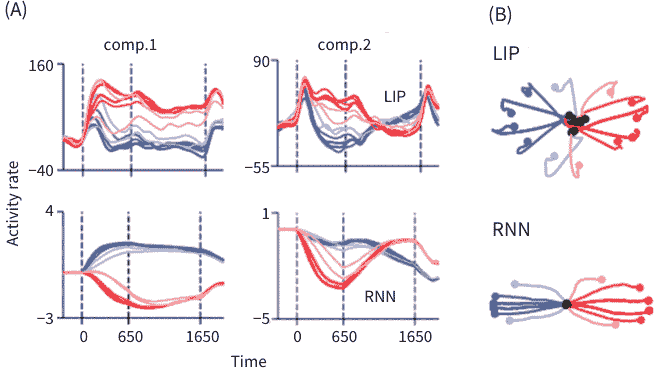 (A)
comp.1
comp.2
160
−40
90
LIP
−55
Activity rate
4
−3
0
650
1650
1
RNN
−5
0
650
1650
Time
(B)
LIP
RNN